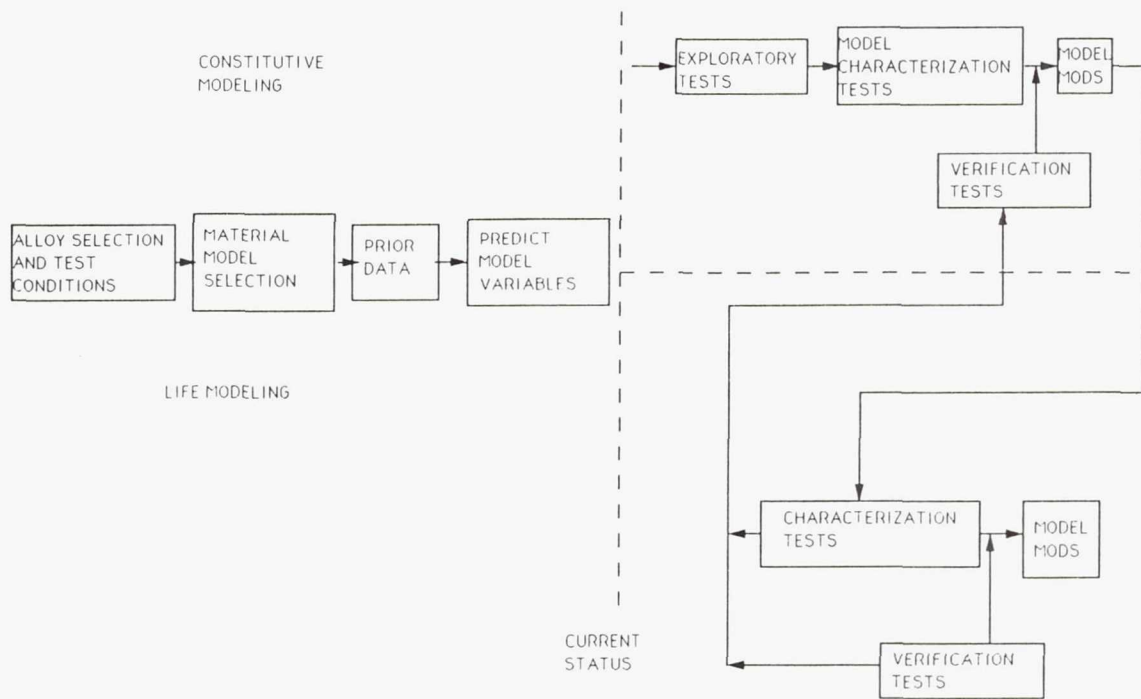 CONSTITUTIVE
MODELING
EXPLORATORY
TESTS
MODEL
CHARACTERIZATION
TESTS
MODEL
MODS
VERIFICATION
TESTS
ALLOY SELECTION
AND TEST
CONDITIONS
MATERIAL
MODEL
SELECTION
PRIOR
DATA
PREDICT
MODEL
VARIABLES
LIFE MODELING
CHARACTERIZATION
TESTS
MODEL
MODS
CURRENT
STATUS
VERIFICATION
TESTS